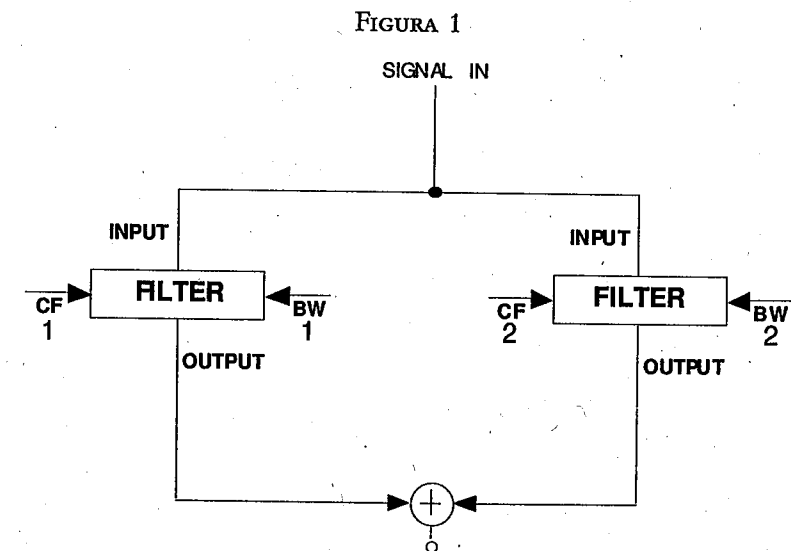 FIGURA 1
SIGNAL IN
INPUT
INPUT
FILTER
FILTER
CF
1
BW
1
CF
2
BW
2
OUTPUT
OUTPUT
+